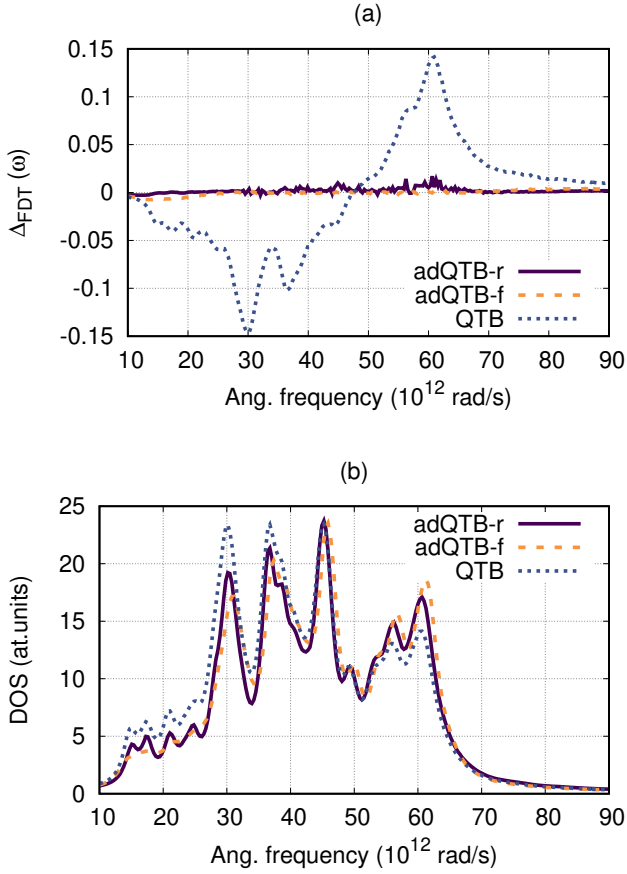 (a)
Δ_FDT (ω)
0.15
0.1
0.05
0
-0.05
-0.1
-0.15
adQTB-r
adQTB-f
QTB
10 20 30 40 50 60 70 80 90
Ang. frequency (10^12 rad/s)
(b)
DOS (at.units)
25
20
15
10
5
0
adQTB-r
adQTB-f
QTB
10 20 30 40 50 60 70 80 90
Ang. frequency (10^12 rad/s)